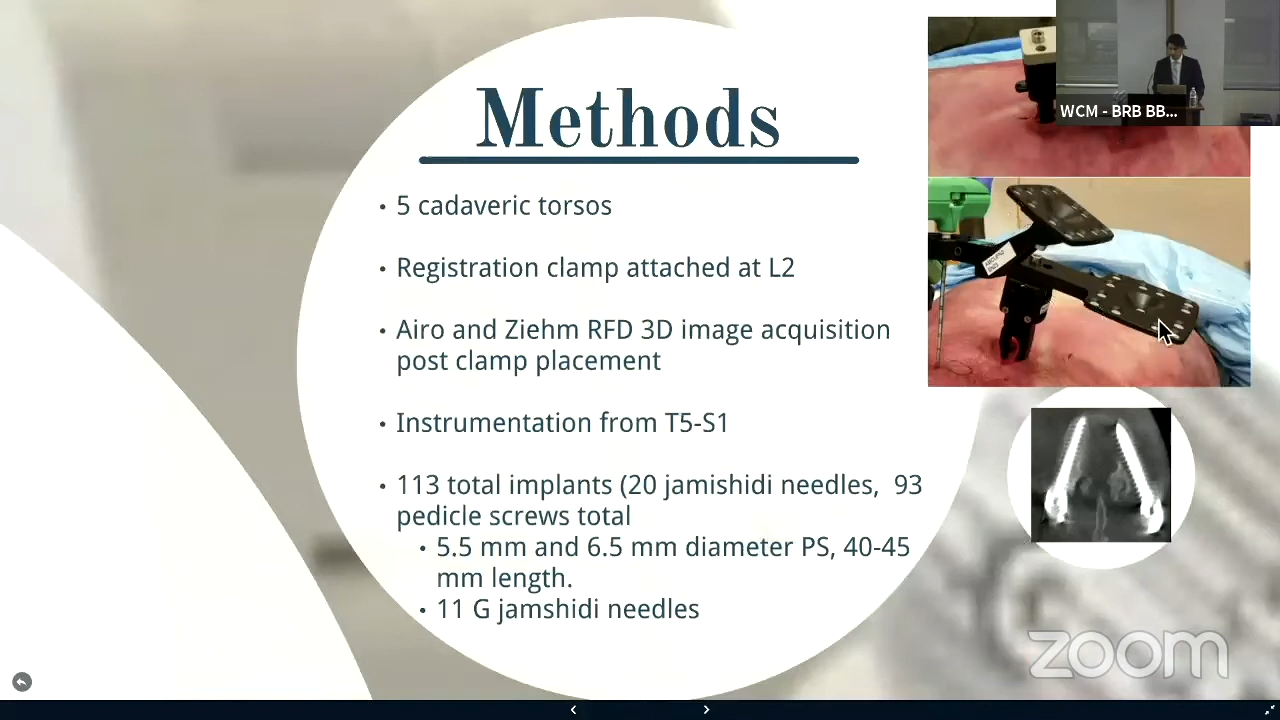 Methods
• 5 cadaveric torsos
• Registration clamp attached at L2
• Airo and Ziehm RFD 3D image acquisition
post clamp placement
• Instrumentation from T5-S1
• 113 total implants (20 jamishidi needles,  93
pedicle screws total
• 5.5 mm and 6.5 mm diameter PS, 40-45
mm length.
• 11 G jamshidi needles
WCM - BRB BB...
zoom